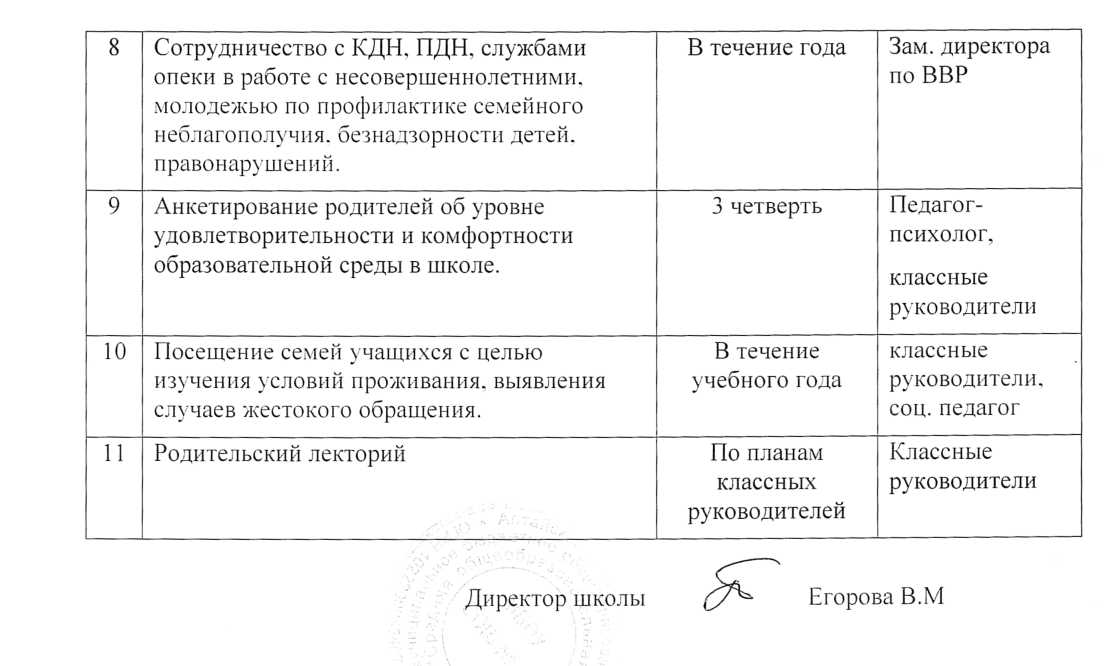 8 Сотрудничество с КДН, ПДН, службами В течение года Зам. директора
опеки в работе с несовершеннолетними, по ВВР
молодежью по профилактике семейного
неблагополучия, безнадзорности детей,
правонарушений.
9 Анкетирование родителей об уровне 3 четверть Педагог-
удовлетворительности и комфортности психолог,
образовательной среды в школе.
классные
руководители
10 Посещение семей учащихся с целью В течение классные
изучения условий проживания, выявления учебного года руководители,
случаев жестокого обращения. соц. педагог
11 Родительский лекторий По планам Классные
классных руководители
руководителей
Директор школы Егорова В.М